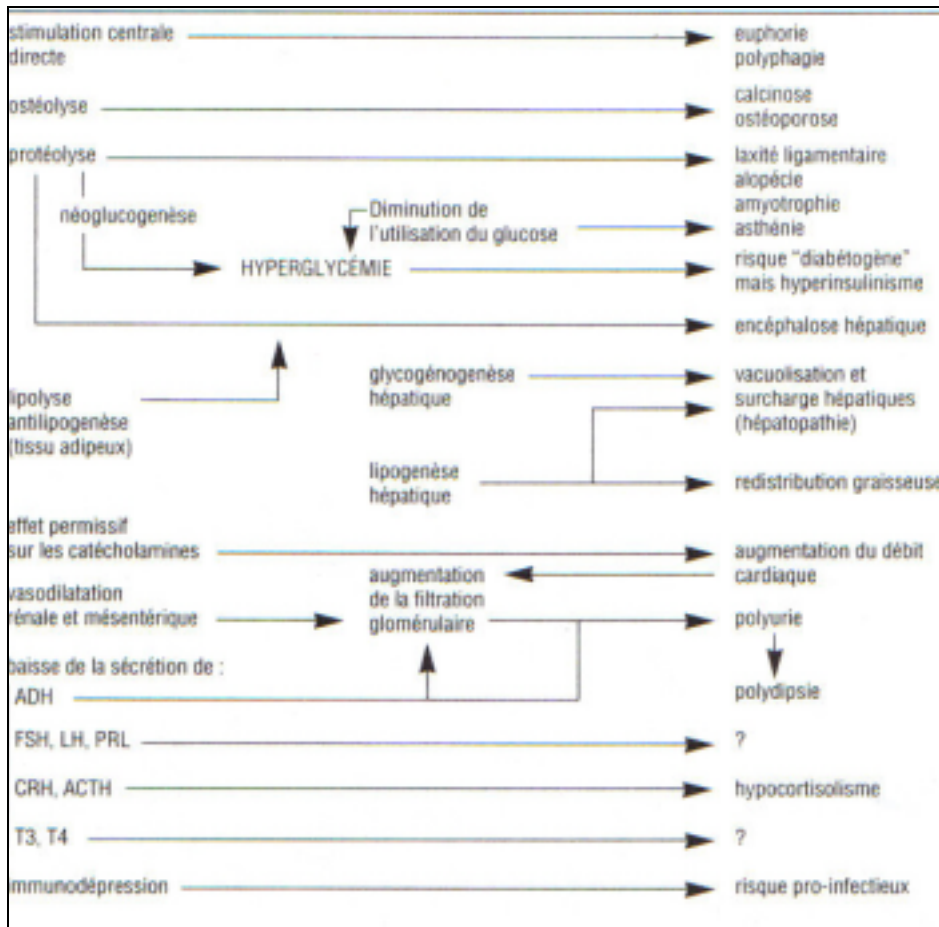 stimulation centrale
directe
euphorie
polyphagie
ostéolyse
calcinose
ostéoporose
protéolyse
laxité ligamentaire
alopécie
amyotrophie
asthénie
néoglucogenèse
Diminution de
l'utilisation du glucose
HYPERGLYCÉMIE
risque "diabétogène"
mais hyperinsulinisme
encéphalose hépatique
glycogénogenèse
hépatique
vacuolisation et
surcharge hépatiques
(hépatopathie)
lipolyse
antilipogenèse
(tissu adipeux)
lipogenèse
hépatique
redistribution graisseuse
effet permissif
sur les catécholamines
augmentation du débit
cardiaque
vasodilatation
rénale et mésentérique
augmentation
de la filtration
glomérulaire
polyurie
polydipsie
baisse de la sécrétion de :
ADH
FSH, LH, PRL
?
CRH, ACTH
hypocortisolisme
T3, T4
?
immunodépression
risque pro-infectieux